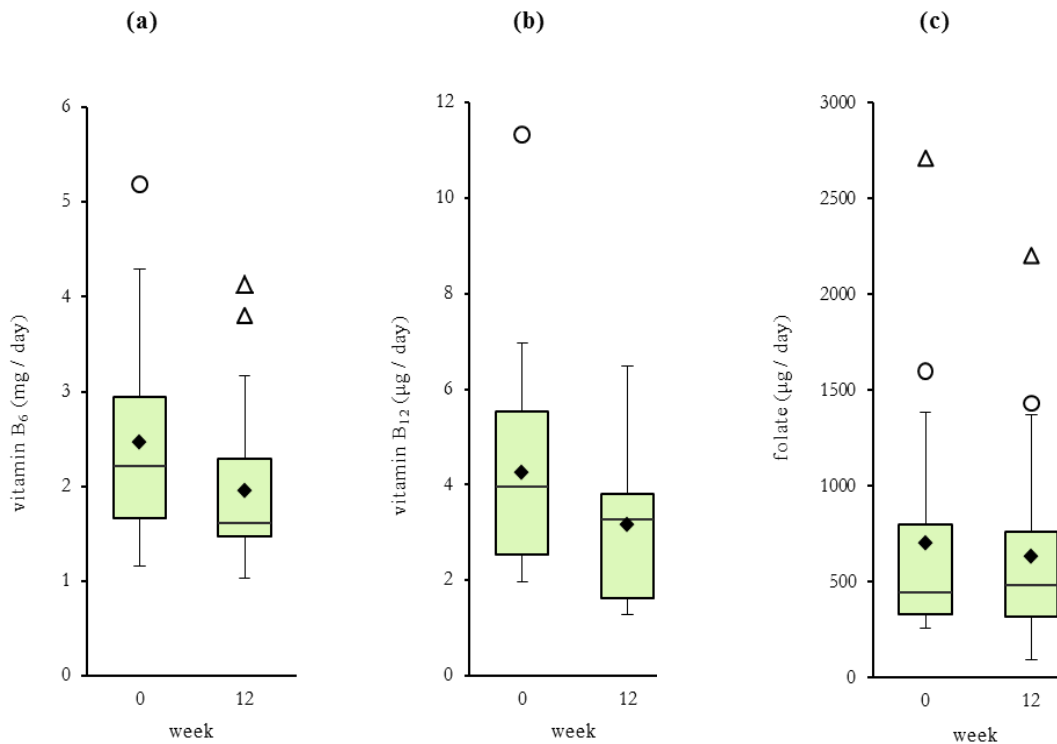 (a)
(b)
(c)
vitamin B6 (mg / day)
6
5
4
3
2
1
0
0 12
week
vitamin B12 (µg / day)
12
10
8
6
4
2
0
0 12
week
folate (µg / day)
3000
2500
2000
1500
1000
500
0
0 12
week